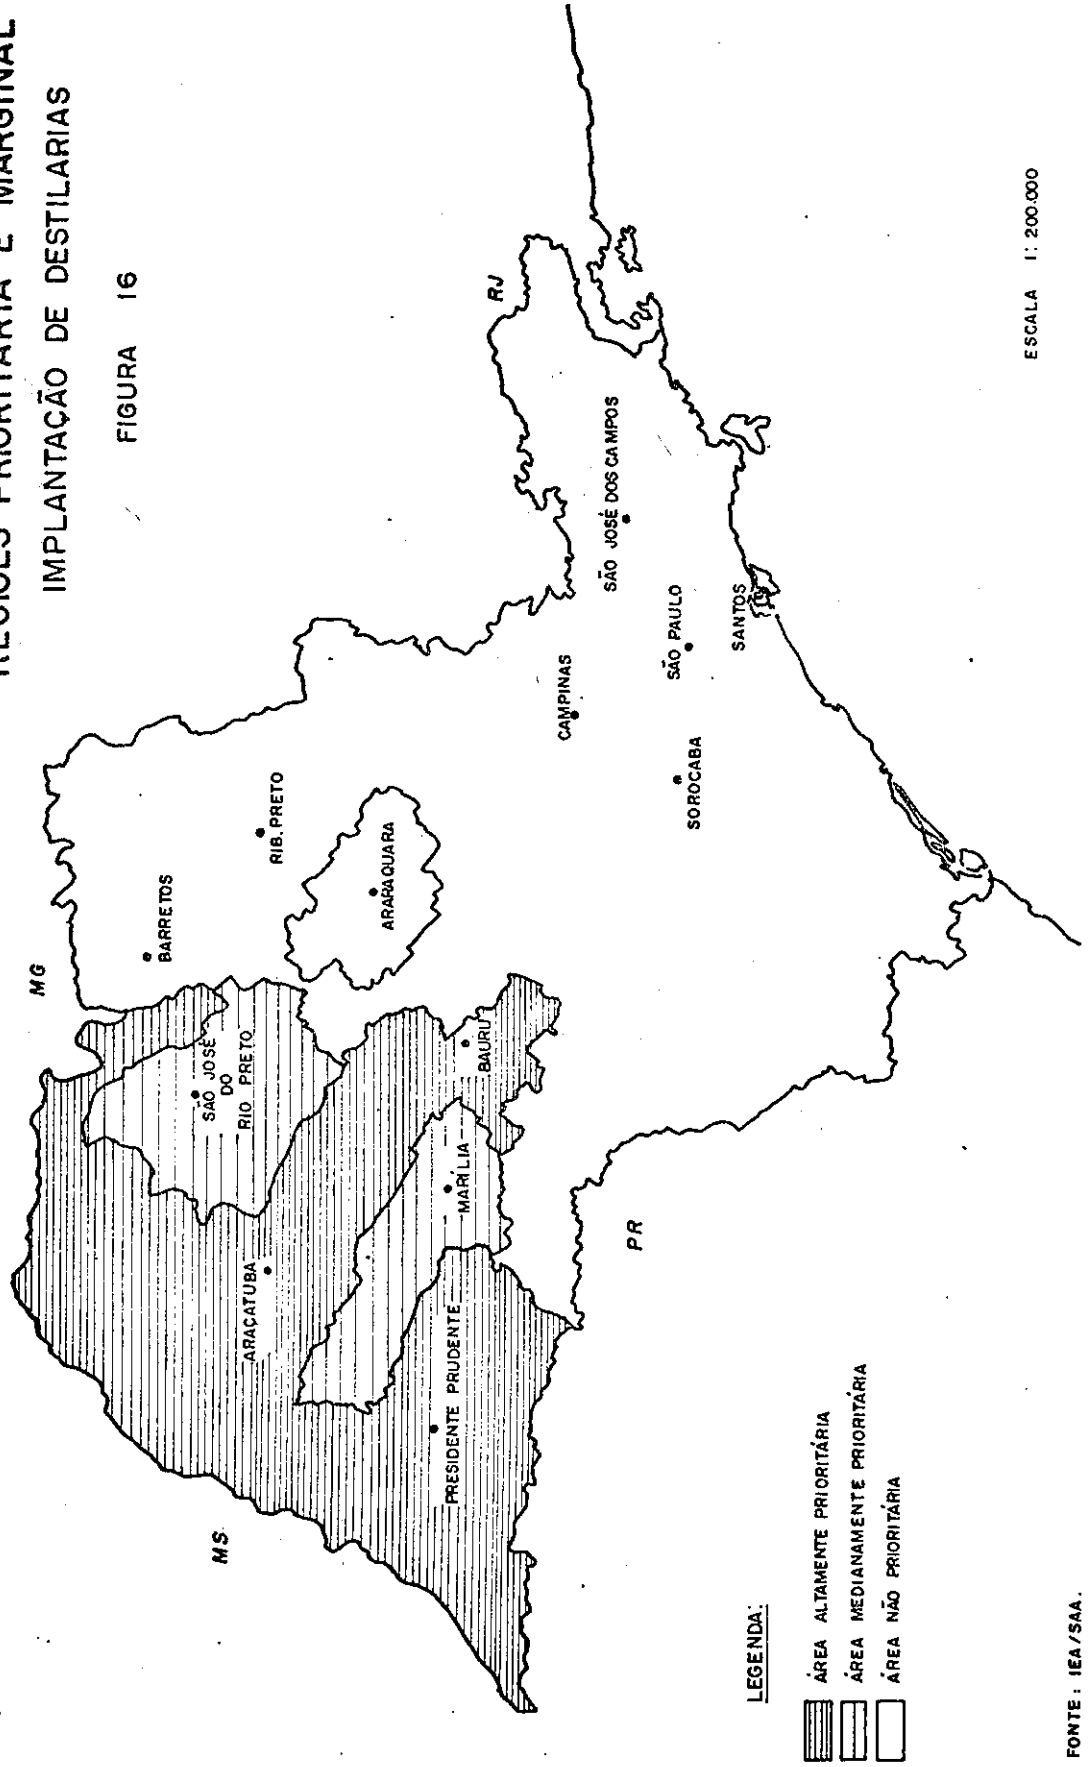 REGIÕES PRIORITÁRIA E MARGINAL
IMPLANTAÇÃO DE DESTILARIAS
FIGURA 16
MG
MS
RJ
PR
BARRETOS
SÃO JOSÉ
DO
RIO PRETO
RIB. PRETO
ARAÇATUBA
ARARAQUARA
PRESIDENTE PRUDENTE
MARÍLIA
BAURU
CAMPINAS
SÃO JOSÉ DOS CAMPOS
SOROCABA
SÃO PAULO
SANTOS
LEGENDA:
ÁREA ALTAMENTE PRIORITÁRIA
ÁREA MEDIANAMENTE PRIORITÁRIA
ÁREA NÃO PRIORITÁRIA
ESCALA 1: 200.000
FONTE: IEA/SAA.